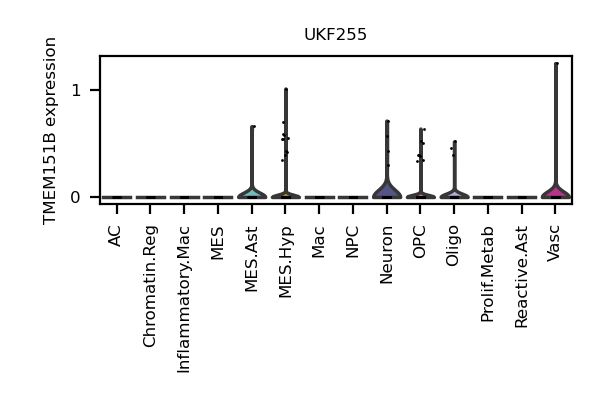 UKF255
TMEM151B expression
1
0
AC
Chromatin.Reg
Inflammatory.Mac
MES
MES.Ast
MES.Hyp
Mac
NPC
Neuron
OPC
Oligo
Prolif.Metab
Reactive.Ast
Vasc